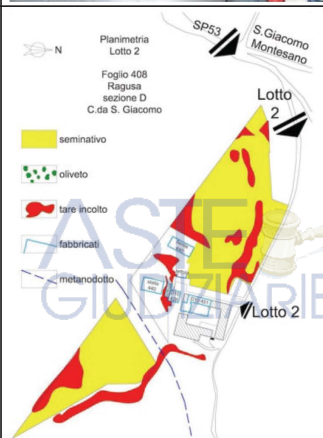 SP53
S.Giacomo
Montesano
N
Planimetria
Lotto 2
Foglio 408
Ragusa
sezione D
C.da S. Giacomo
Lotto
2
seminativo
oliveto
tare incolto
fabbricati
metanodotto
ASTE
GIUDIZIARIE
Lotto 2